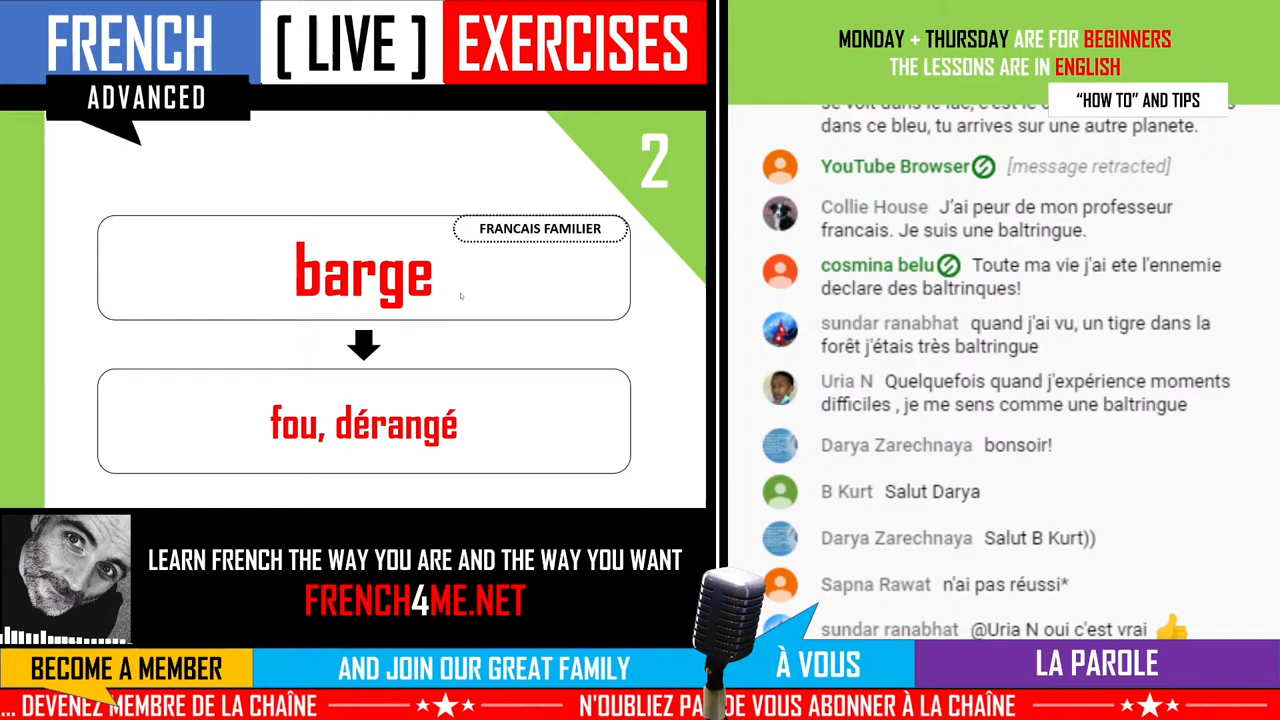 FRENCH [ LIVE ] EXERCISES
ADVANCED
2
FRANCAIS FAMILIER
barge
fou, dérangé
LEARN FRENCH THE WAY YOU ARE AND THE WAY YOU WANT
FRENCH4ME.NET
BECOME A MEMBER
AND JOIN OUR GREAT FAMILY
MONDAY + THURSDAY ARE FOR BEGINNERS
THE LESSONS ARE IN ENGLISH
"HOW TO" AND TIPS
se voit dans le lac, c'est le
dans ce bleu, tu arrives sur une autre planete.
YouTube Browser [message retracted]
Collie House J'ai peur de mon professeur
francais. Je suis une baltringue.
cosmina belu Toute ma vie j'ai ete l'ennemie
declare des baltrinques!
sundar ranabhat quand j'ai vu, un tigre dans la
forêt j'étais très baltringue
Uria N Quelquefois quand j'expérience moments
difficiles , je me sens comme une baltringue
Darya Zarechnaya bonsoir!
B Kurt Salut Darya
Darya Zarechnaya Salut B Kurt))
Sapna Rawat n'ai pas réussi*
sundar ranabhat @Uria N oui c'est vrai
À VOUS
LA PAROLE
... DEVENEZ MEMBRE DE LA CHAÎNE N'OUBLIEZ PA DE VOUS ABONNER À LA CHAÎNE ...